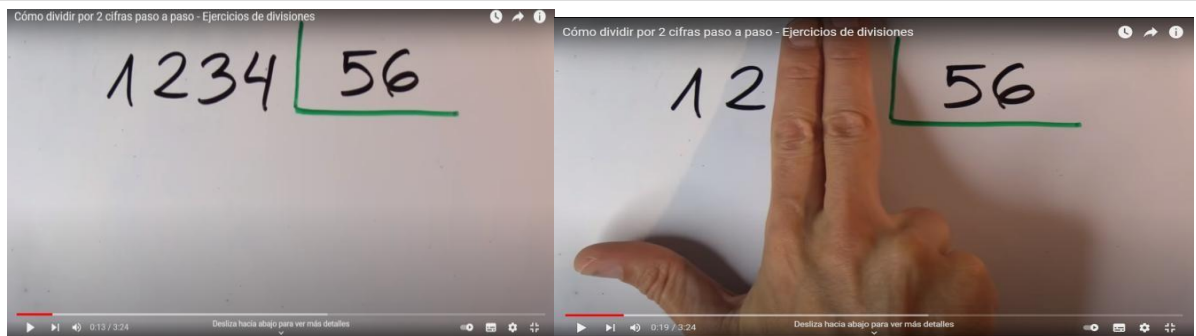 Cómo dividir por 2 cifras paso a paso - Ejercicios de divisiones
1234 56
0:13 / 3:24
Desliza hacia abajo para ver más detalles
Cómo dividir por 2 cifras paso a paso - Ejercicios de divisiones
12 56
0:19 / 3:24
Desliza hacia abajo para ver más detalles